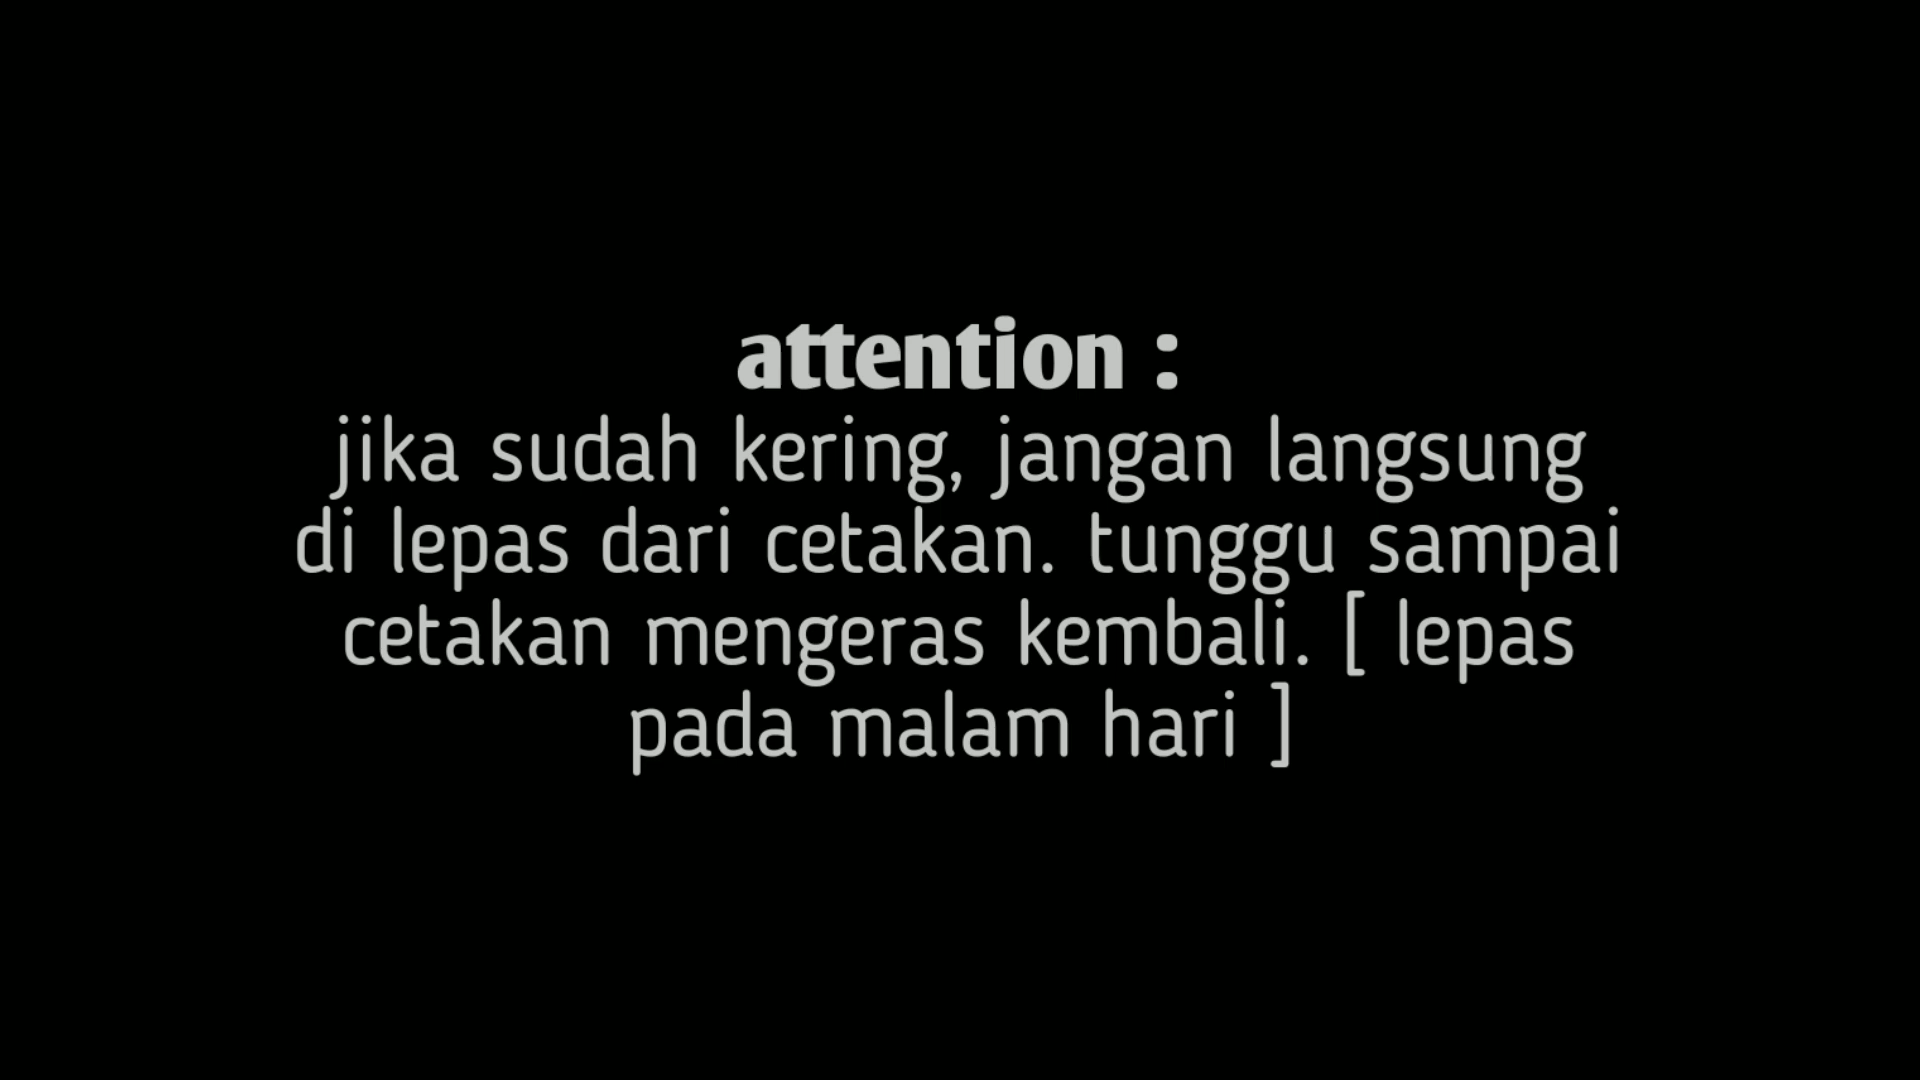 attention :
jika sudah kering, jangan langsung
di lepas dari cetakan. tunggu sampai
cetakan mengeras kembali. [ lepas
pada malam hari ]